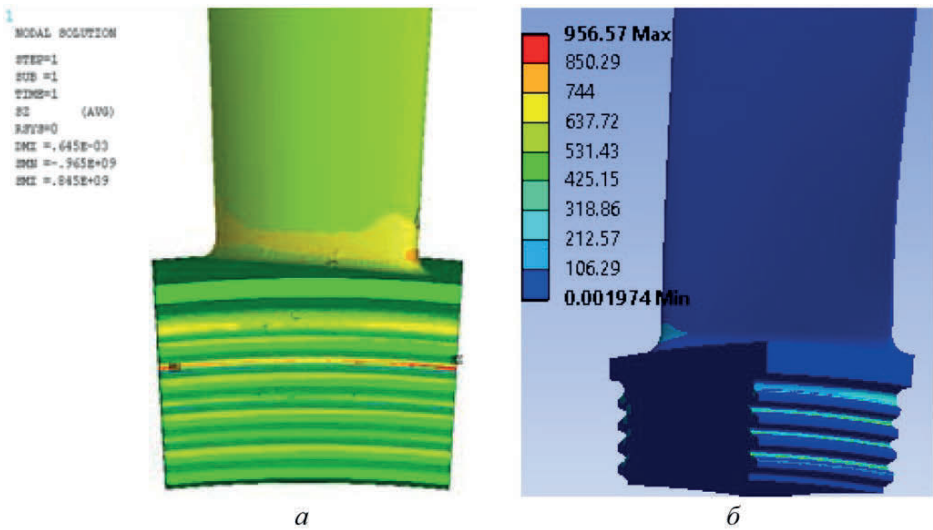 1
NODAL SOLUTION
STEP=1
SUB =1
TIME=1
SZ (AVG)
RSYS=0
DMX =.645E-03
SMN =-.965E+09
SMX =.845E+09
956.57 Max
850.29
744
637.72
531.43
425.15
318.86
212.57
106.29
0.001974 Min
а
б